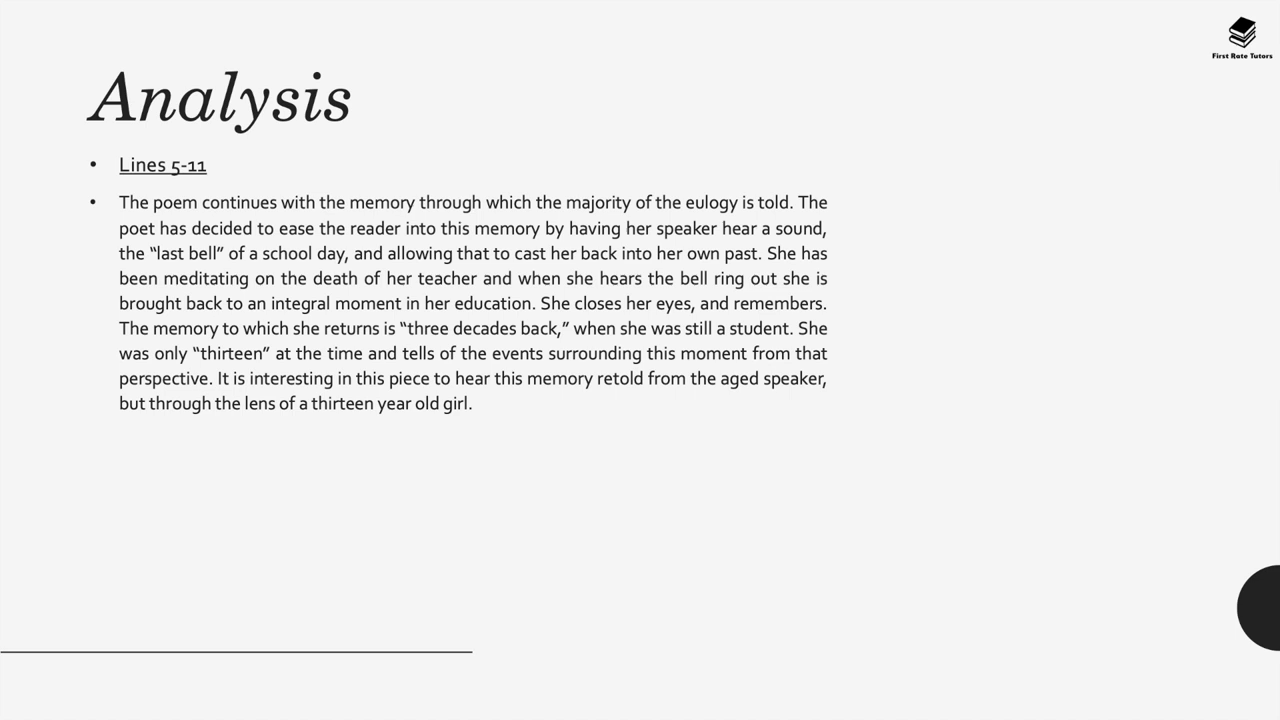 First Rate Tutors
Analysis
• Lines 5-11
• The poem continues with the memory through which the majority of the eulogy is told. The
poet has decided to ease the reader into this memory by having her speaker hear a sound,
the “last bell” of a school day, and allowing that to cast her back into her own past. She has
been meditating on the death of her teacher and when she hears the bell ring out she is
brought back to an integral moment in her education. She closes her eyes, and remembers.
The memory to which she returns is “three decades back,” when she was still a student. She
was only “thirteen” at the time and tells of the events surrounding this moment from that
perspective. It is interesting in this piece to hear this memory retold from the aged speaker,
but through the lens of a thirteen year old girl.